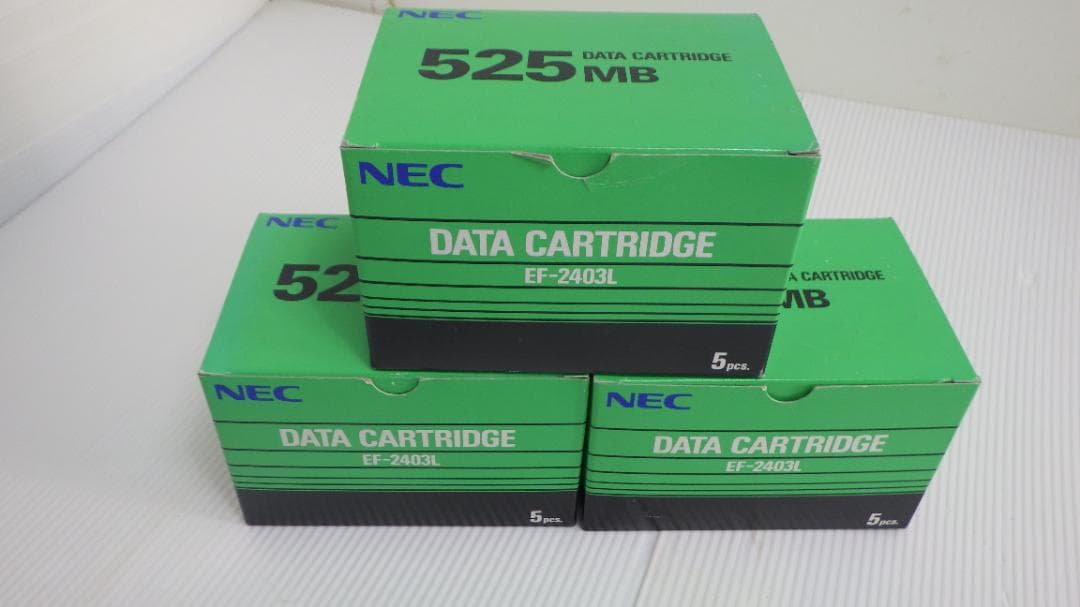 NEC
525 DATA CARTRIDGE
MB
NEC
DATA CARTRIDGE
EF-2403L
5pcs.
NEC
52
NEC
DATA CARTRIDGE
EF-2403L
5pcs.
A CARTRIDGE
MB
NEC
DATA CARTRIDGE
EF-2403L
5pcs.